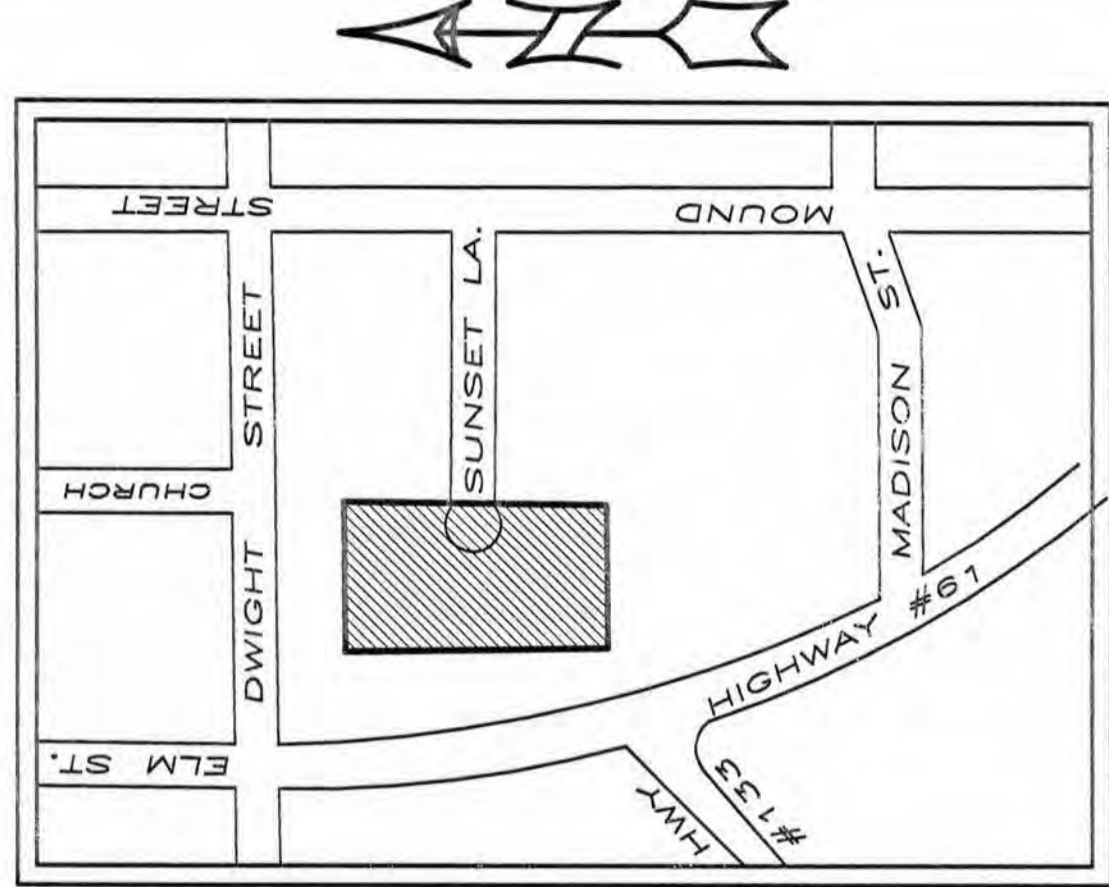 N
MOUND STREET
SUNSET LA.
DWIGHT STREET
MADISON ST.
CHURCH
HIGHWAY #61
ELM ST.
HWY #133